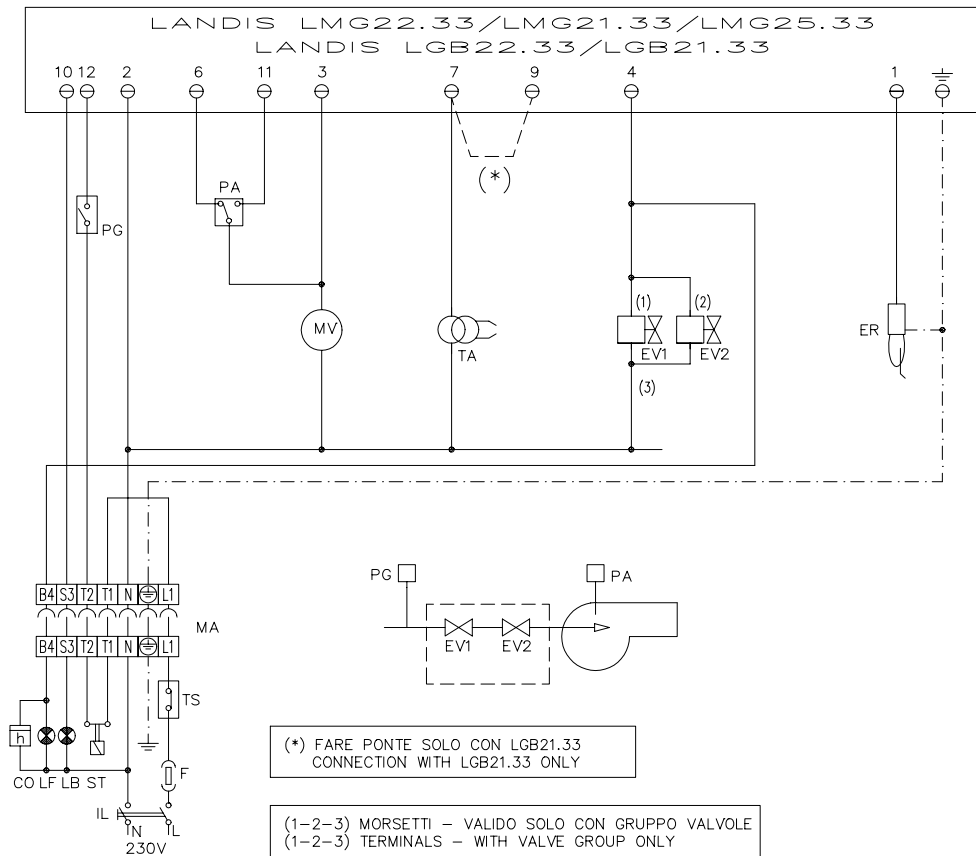 LANDIS LMG22.33/LMG21.33/LMG25.33
LANDIS LGB22.33/LGB21.33
10 12 2 6 11 3 7 9 4 1
(*)
PA
PG
MV
TA
(1) (2)
EV1 EV2
(3)
ER
B4 S3 T2 T1 N L1
MA
B4 S3 T2 T1 N L1
PG PA
EV1 EV2
TS
h
CO LF LB ST
F
IL
N L
230V
(*) FARE PONTE SOLO CON LGB21.33
CONNECTION WITH LGB21.33 ONLY
(1-2-3) MORSETTI - VALIDO SOLO CON GRUPPO VALVOLE
(1-2-3) TERMINALS - WITH VALVE GROUP ONLY